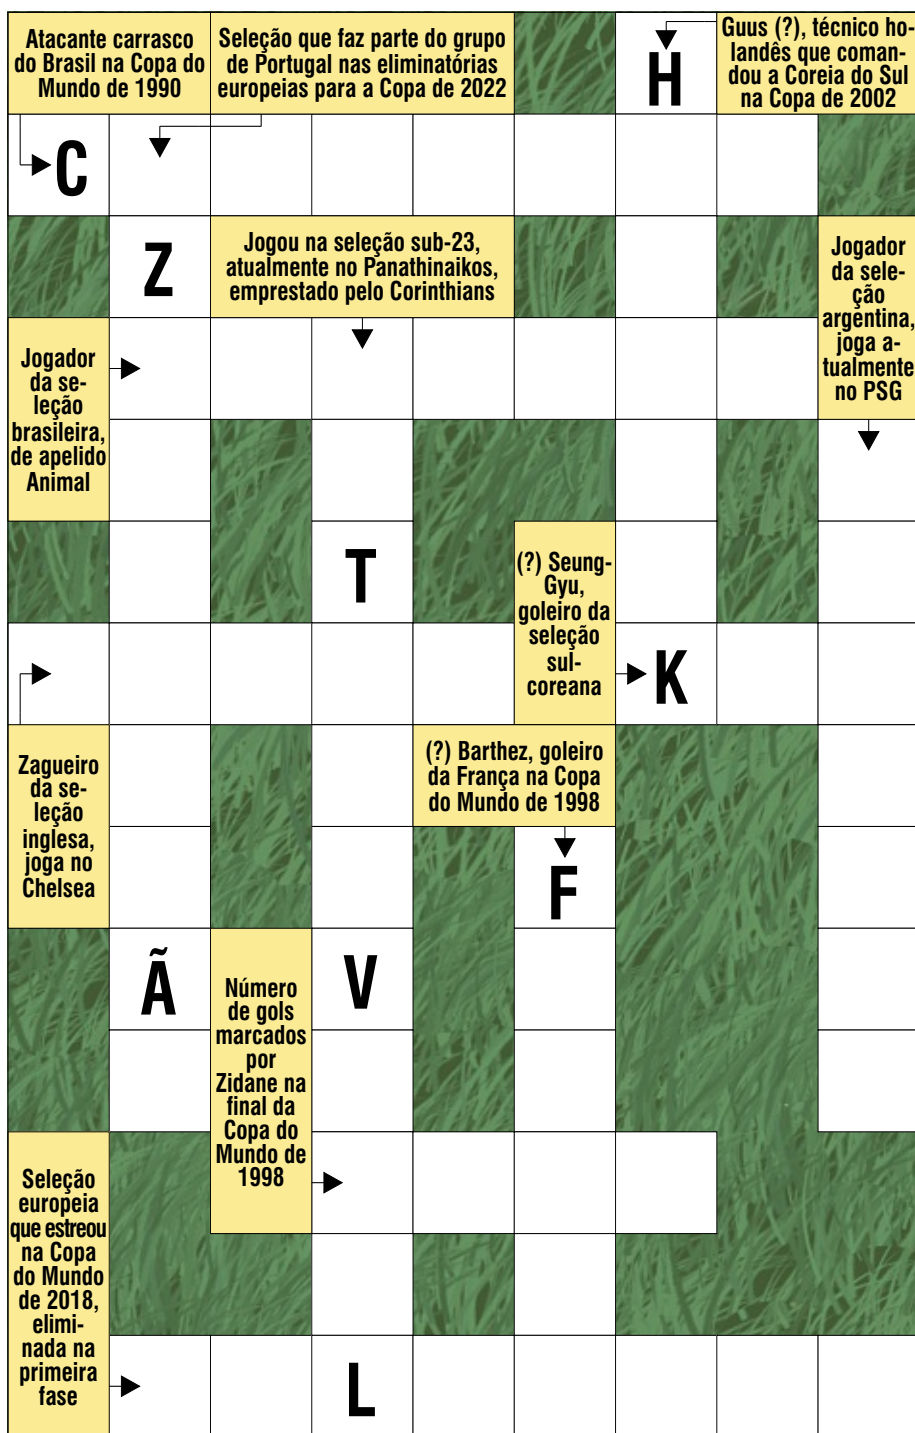 Atacante carrasco
do Brasil na Copa do
Mundo de 1990
Seleção que faz parte do grupo
de Portugal nas eliminatórias
europeias para a Copa de 2022
H
Guus (?), técnico ho-
landês que coman-
dou a Coreia do Sul
na Copa de 2002
C
Z
Jogou na seleção sub-23,
atualmente no Panathinaikos,
emprestado pelo Corinthians
Jogador
da sele-
ção
argentina,
joga a-
tualmente
no PSG
Jogador
da se-
leção
brasileira,
de apelido
Animal
T
(?) Seung-
Gyu,
goleiro da
seleção
sul-
coreana
K
Zagueiro
da se-
leção
inglesa,
joga no
Chelsea
(?) Barthez, goleiro
da França na Copa
do Mundo de 1998
F
Ã
Número
de gols
marcados
por
Zidane na
final da
Copa do
Mundo de
1998
V
Seleção
europeia
que estreou
na Copa
do Mundo
de 2018,
elimi-
nada na
primeira
fase
L